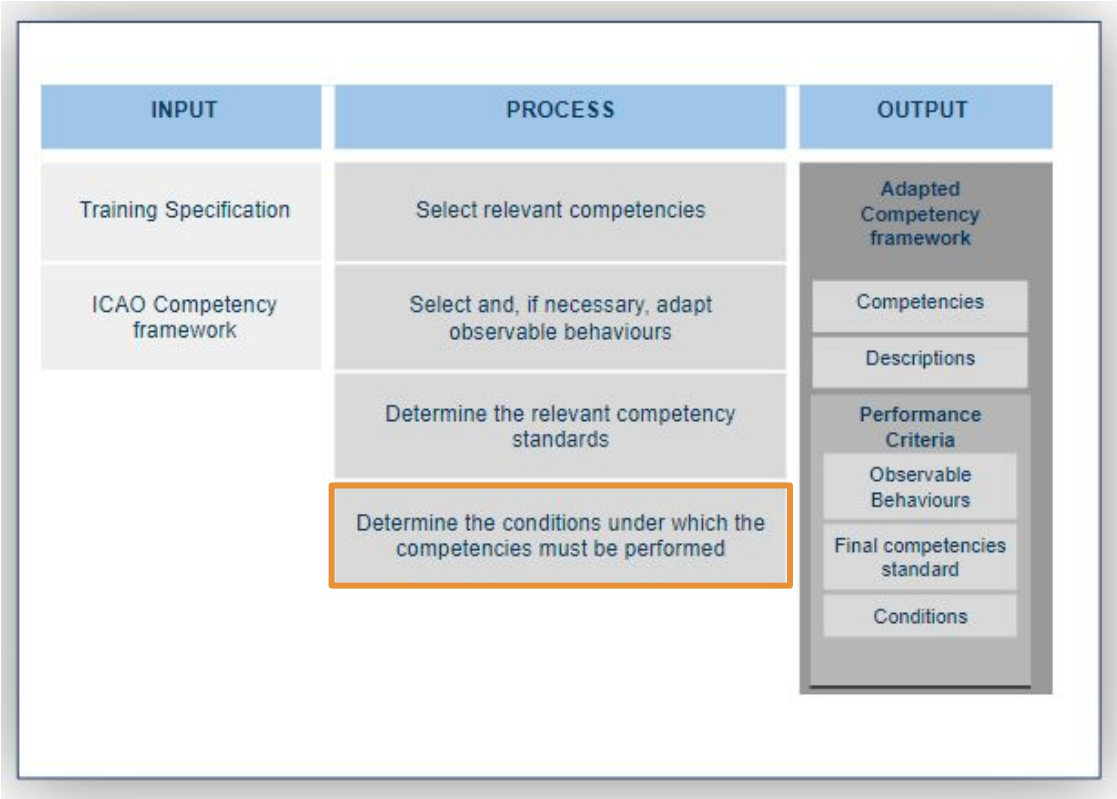 INPUT
PROCESS
OUTPUT
Training Specification
Select relevant competencies
Adapted
Competency
framework
ICAO Competency
framework
Select and, if necessary, adapt
observable behaviours
Competencies
Descriptions
Determine the relevant competency
standards
Performance
Criteria
Observable
Behaviours
Determine the conditions under which the
competencies must be performed
Final competencies
standard
Conditions